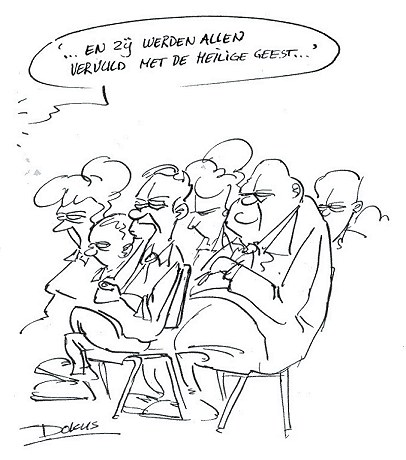 '... EN ZIJ WERDEN ALLEN
VERVULD MET DE HEILIGE GEEST...'
Dokus